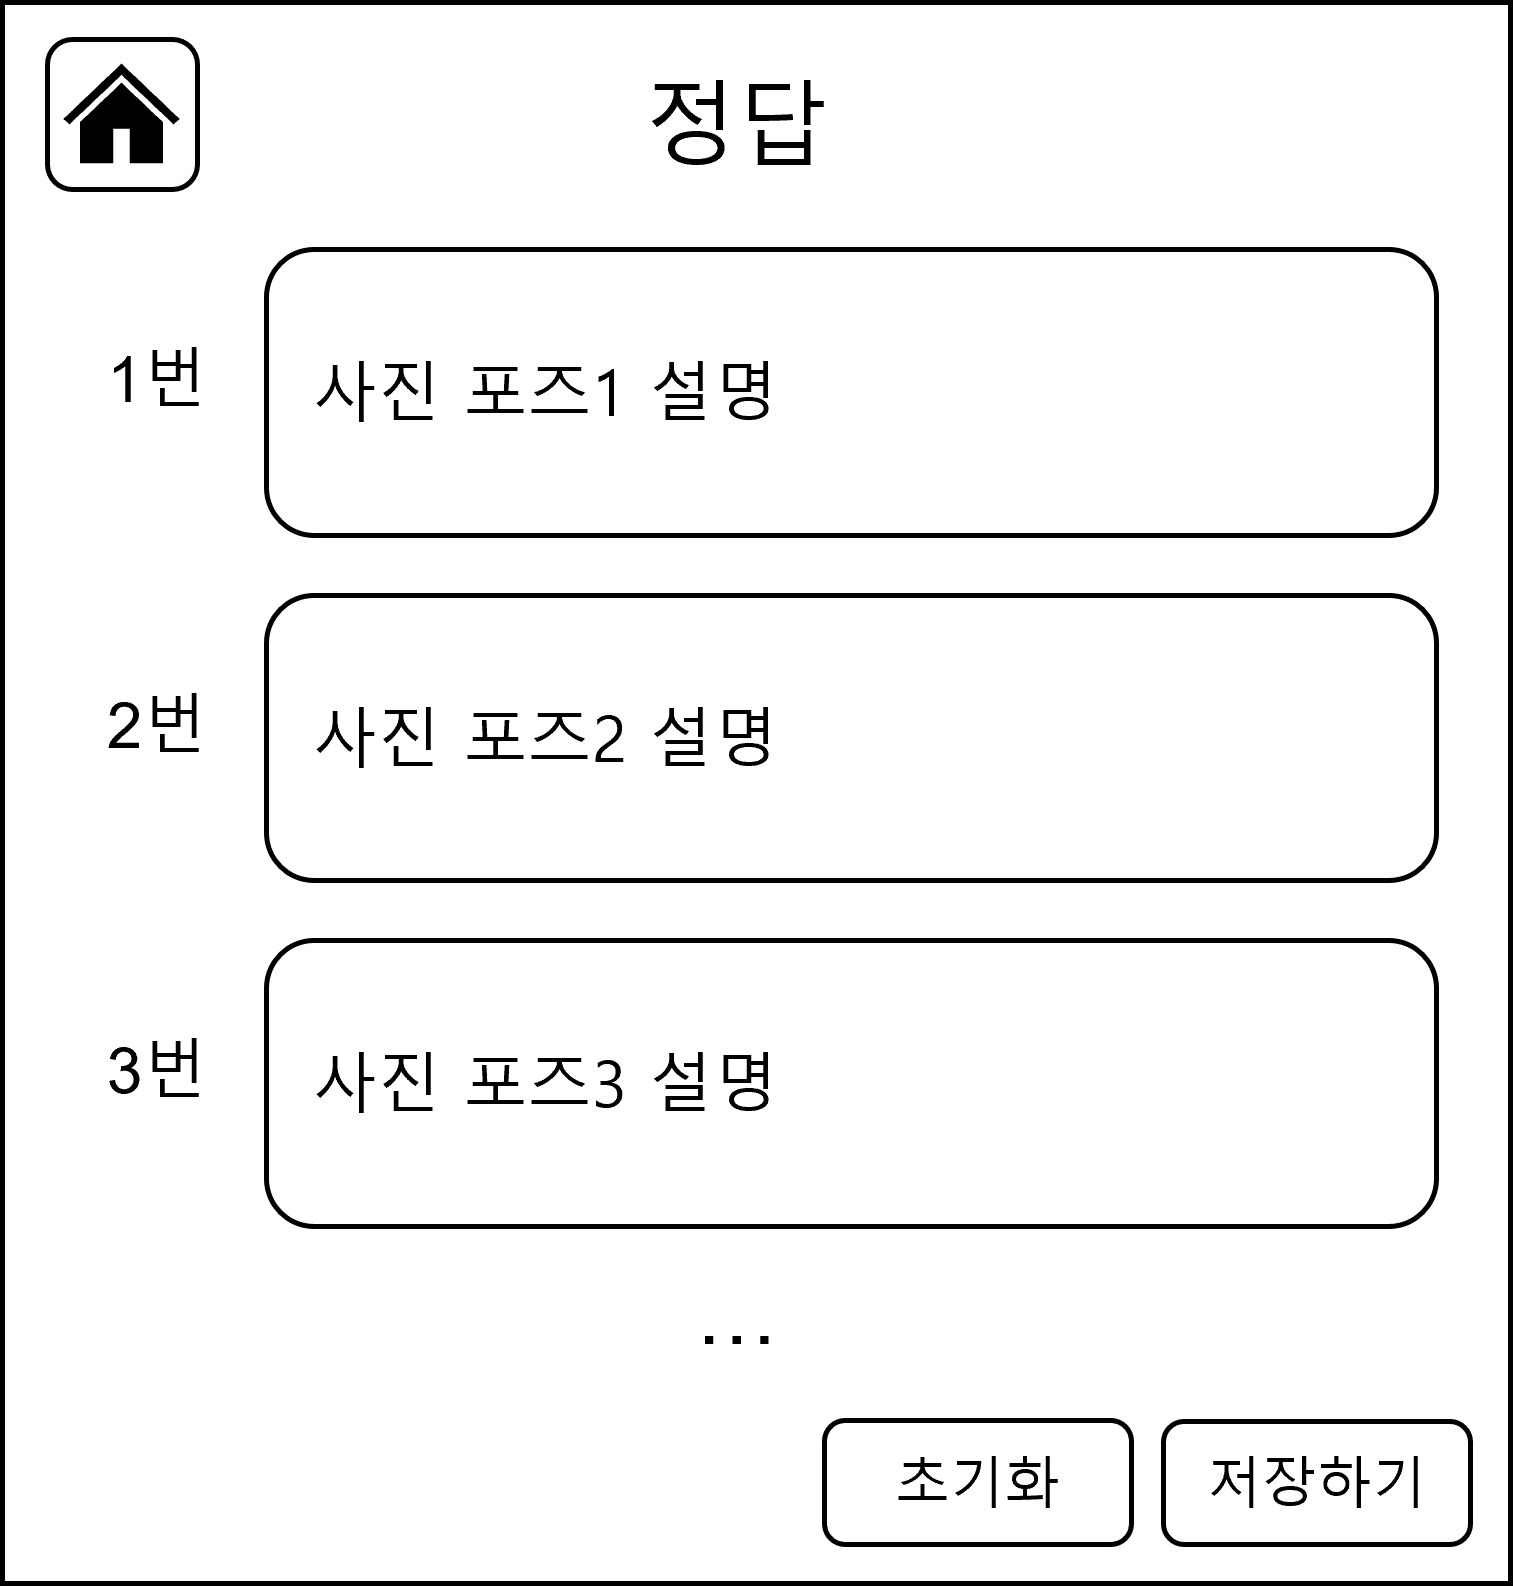 정답
1번
사진 포즈1 설명
2번
사진 포즈2 설명
3번
사진 포즈3 설명
...
초기화
저장하기